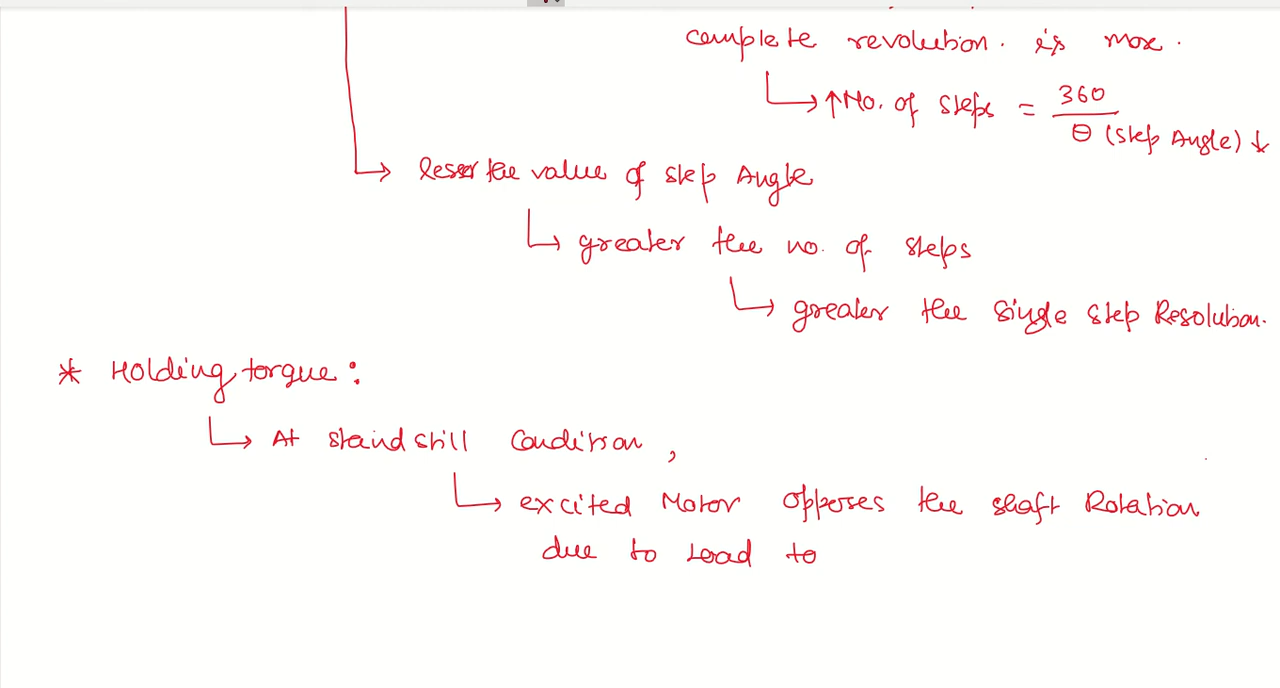 complete revolution. is more.
↑ No. of steps = 360 / θ (step Angle) ↓
lesser the value of step Angle
greater the no. of steps
greater the single step Resolution.
* Holding torque :
At standstill Condition,
excited Motor opposes the shaft Rotation
due to Load to